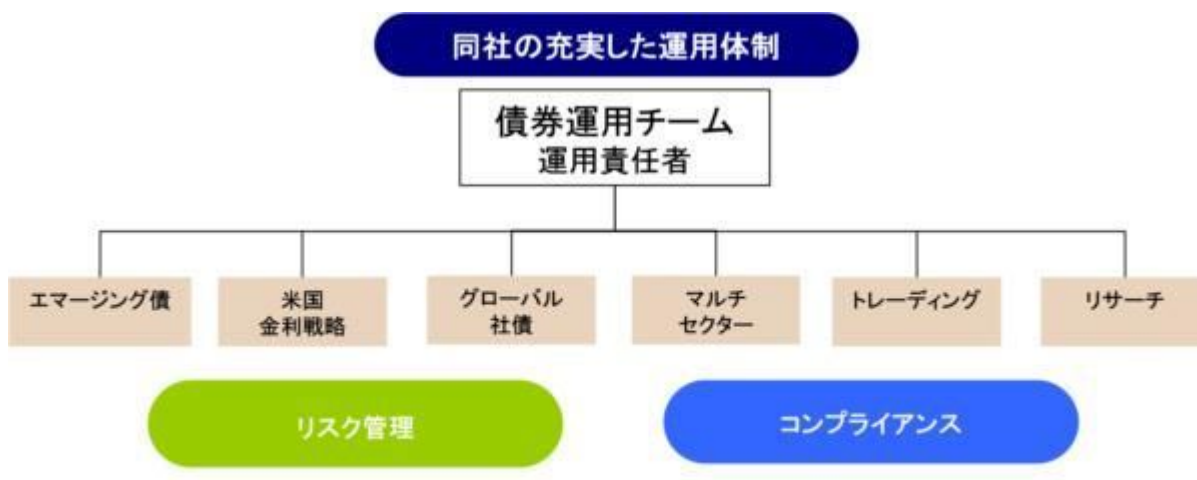 同社の充実した運用体制
債券運用チーム
運用責任者
エマージング債
米国
金利戦略
グローバル
社債
マルチ
セクター
トレーディング
リサーチ
リスク管理
コンプライアンス